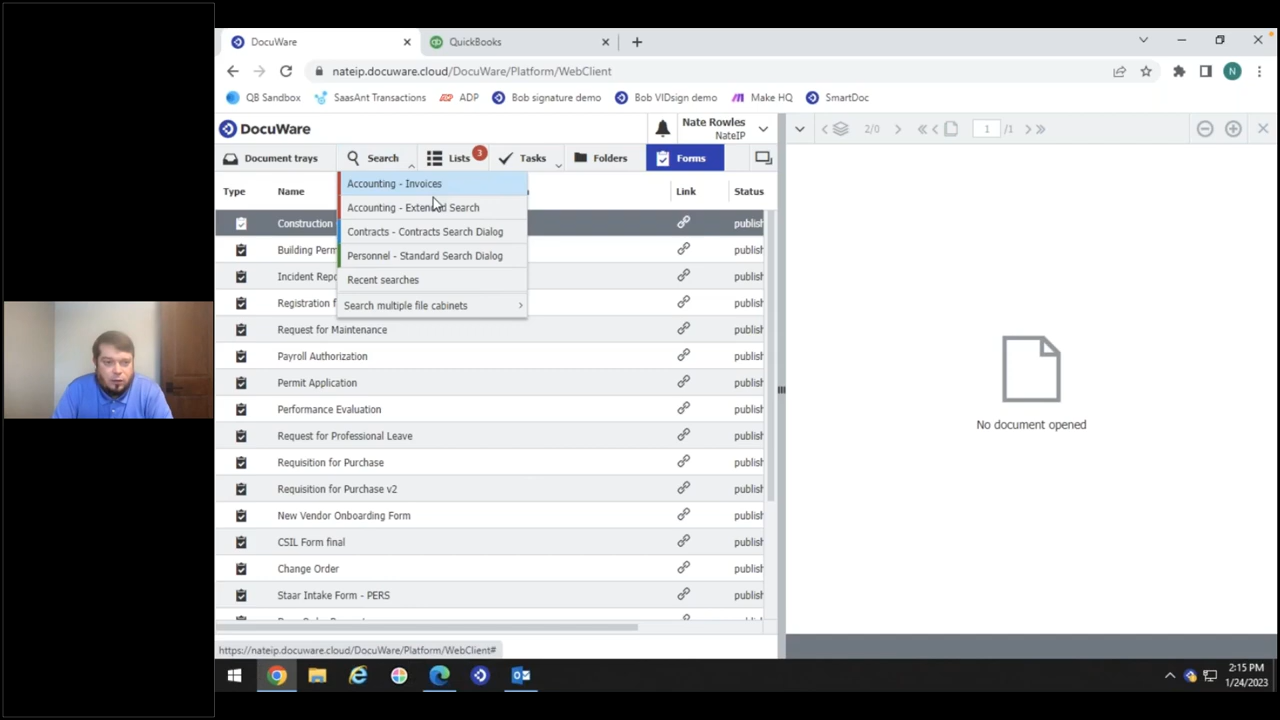 DocuWare
QuickBooks
nateip.docuware.cloud/DocuWare/Platform/WebClient
N
QB Sandbox
SaasAnt Transactions
ADP
Bob signature demo
Bob VIDsign demo
Make HQ
SmartDoc
DocuWare
Nate Rowles
NateIP
2/0
1
/1
Document trays
Search
Lists
3
Tasks
Folders
Forms
Type
Name
Link
Status
Accounting - Invoices
Accounting - Extended Search
Contracts - Contracts Search Dialog
Personnel - Standard Search Dialog
Recent searches
Search multiple file cabinets
Construction
publish
Building Perm
publish
Incident Repo
publish
Registration f
publish
Request for Maintenance
publish
Payroll Authorization
publish
Permit Application
publish
Performance Evaluation
publish
Request for Professional Leave
publish
Requisition for Purchase
publish
Requisition for Purchase v2
publish
New Vendor Onboarding Form
publish
CSIL Form final
publish
Change Order
publish
Staar Intake Form - PERS
publish
No document opened
https://nateip.docuware.cloud/DocuWare/Platform/WebClient#
2:15 PM
1/24/2023